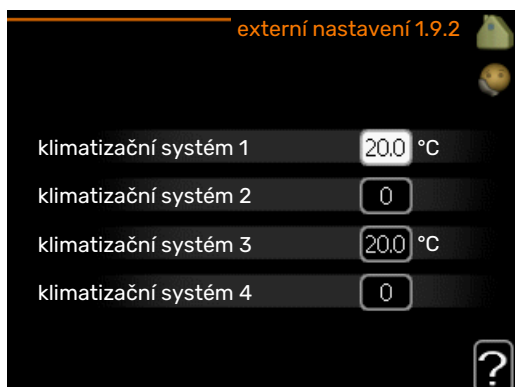 externí nastavení 1.9.2
klimatizační systém 1 20.0 °C
klimatizační systém 2 0
klimatizační systém 3 20.0 °C
klimatizační systém 4 0
?